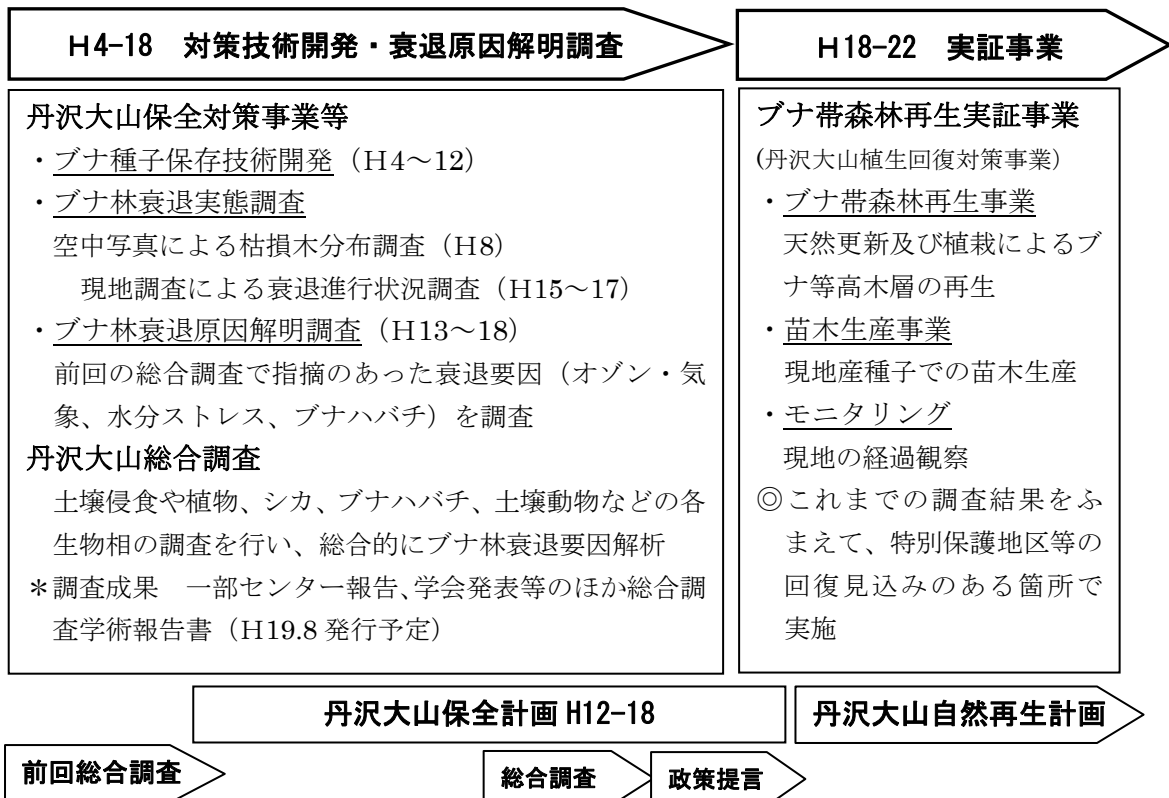 H4-18 対策技術開発・衰退原因解明調査
H18-22 実証事業
丹沢大山保全対策事業等
・ブナ種子保存技術開発（H4～12）
・ブナ林衰退実態調査
空中写真による枯損木分布調査（H8）
現地調査による衰退進行状況調査（H15～17）
・ブナ林衰退原因解明調査（H13～18）
前回の総合調査で指摘のあった衰退要因（オゾン・気
象、水分ストレス、ブナハバチ）を調査
丹沢大山総合調査
土壌侵食や植物、シカ、ブナハバチ、土壌動物などの各
生物相の調査を行い、総合的にブナ林衰退要因解析
＊調査成果　一部センター報告、学会発表等のほか総合調
査学術報告書（H19.8 発行予定）
ブナ帯森林再生実証事業
(丹沢大山植生回復対策事業）
・ブナ帯森林再生事業
天然更新及び植栽によるブ
ナ等高木層の再生
・苗木生産事業
現地産種子での苗木生産
・モニタリング
現地の経過観察
◎これまでの調査結果をふ
まえて、特別保護地区等の
回復見込みのある箇所で
実施
丹沢大山保全計画 H12-18
丹沢大山自然再生計画
前回総合調査
総合調査
政策提言